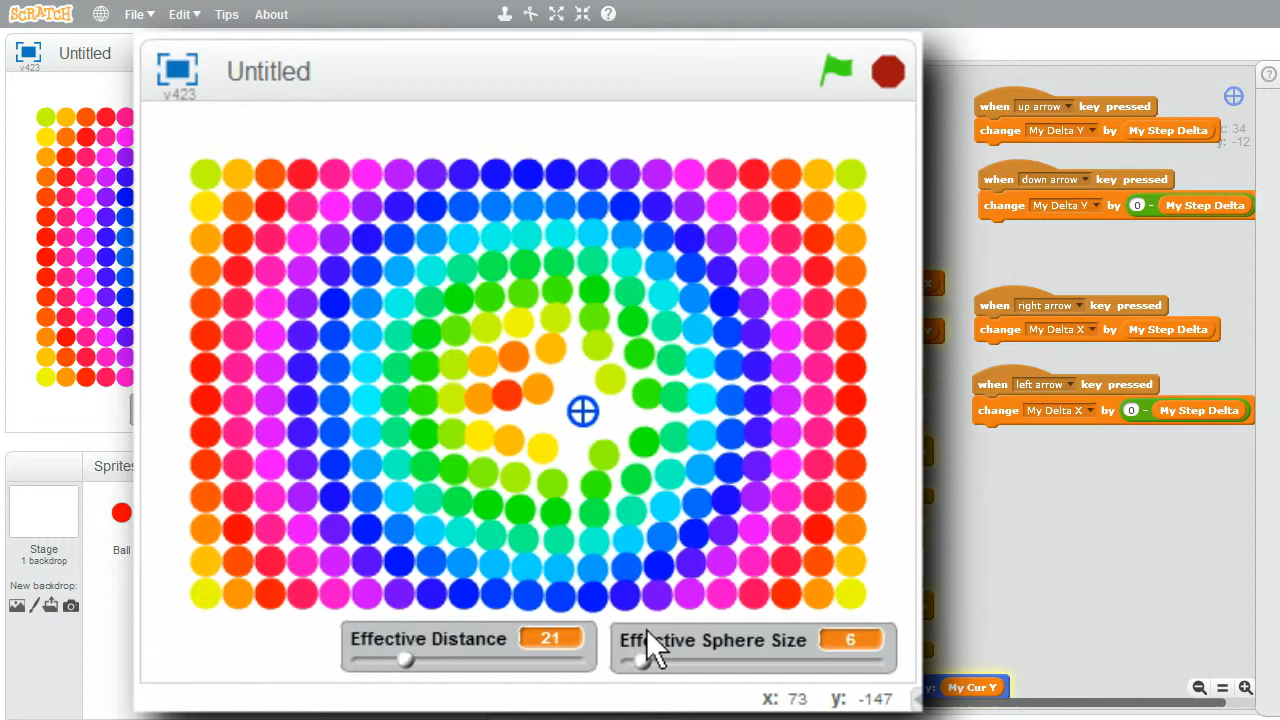 SCRATCH File Edit Tips About
Untitled
v423
Untitled
v423
Effective Distance 21
Effective Sphere Size 6
x: 73 y: -147
Sprites
Stage
1 backdrop
New backdrop:
Ball
when up arrow key pressed
change My Delta Y by My Step Delta
x: 34
y: -12
when down arrow key pressed
change My Delta Y by 0 - My Step Delta
when right arrow key pressed
change My Delta X by My Step Delta
when left arrow key pressed
change My Delta X by 0 - My Step Delta
y: My Cur Y